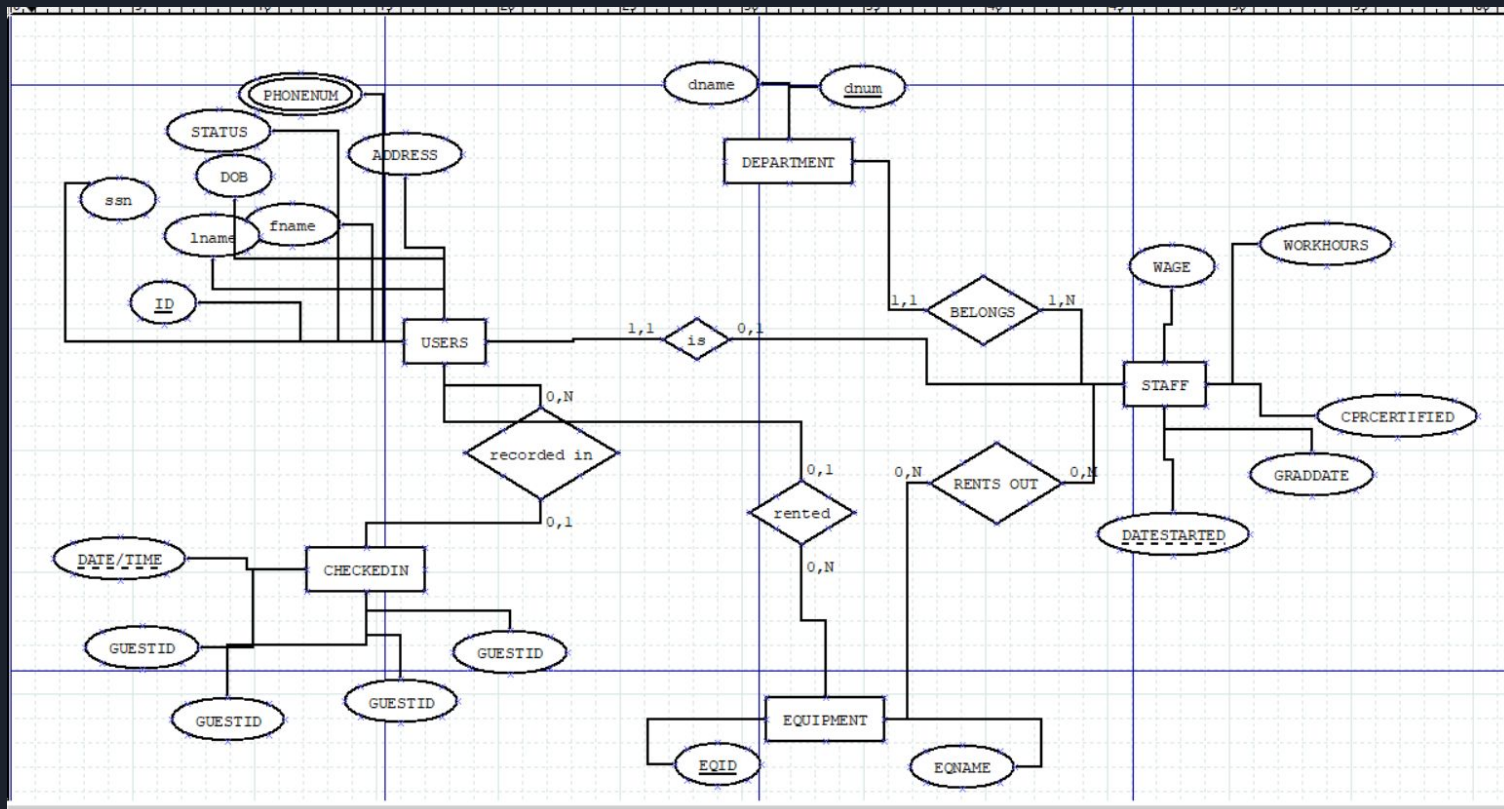 dname
dnum
PHONENUM
STATUS
ADDRESS
DEPARTMENT
DOB
ssn
fname
lname
WORKHOURS
WAGE
ID
1,1
BELONGS
1,N
USERS
1,1
is
0,1
STAFF
0,N
CPRCERTIFIED
recorded in
0,1
0,N
RENTS OUT
0,N
GRADDATE
rented
0,1
DATESTARTED
DATE/TIME
CHECKEDIN
0,N
GUESTID
GUESTID
GUESTID
GUESTID
EQUIPMENT
EQID
EQNAME